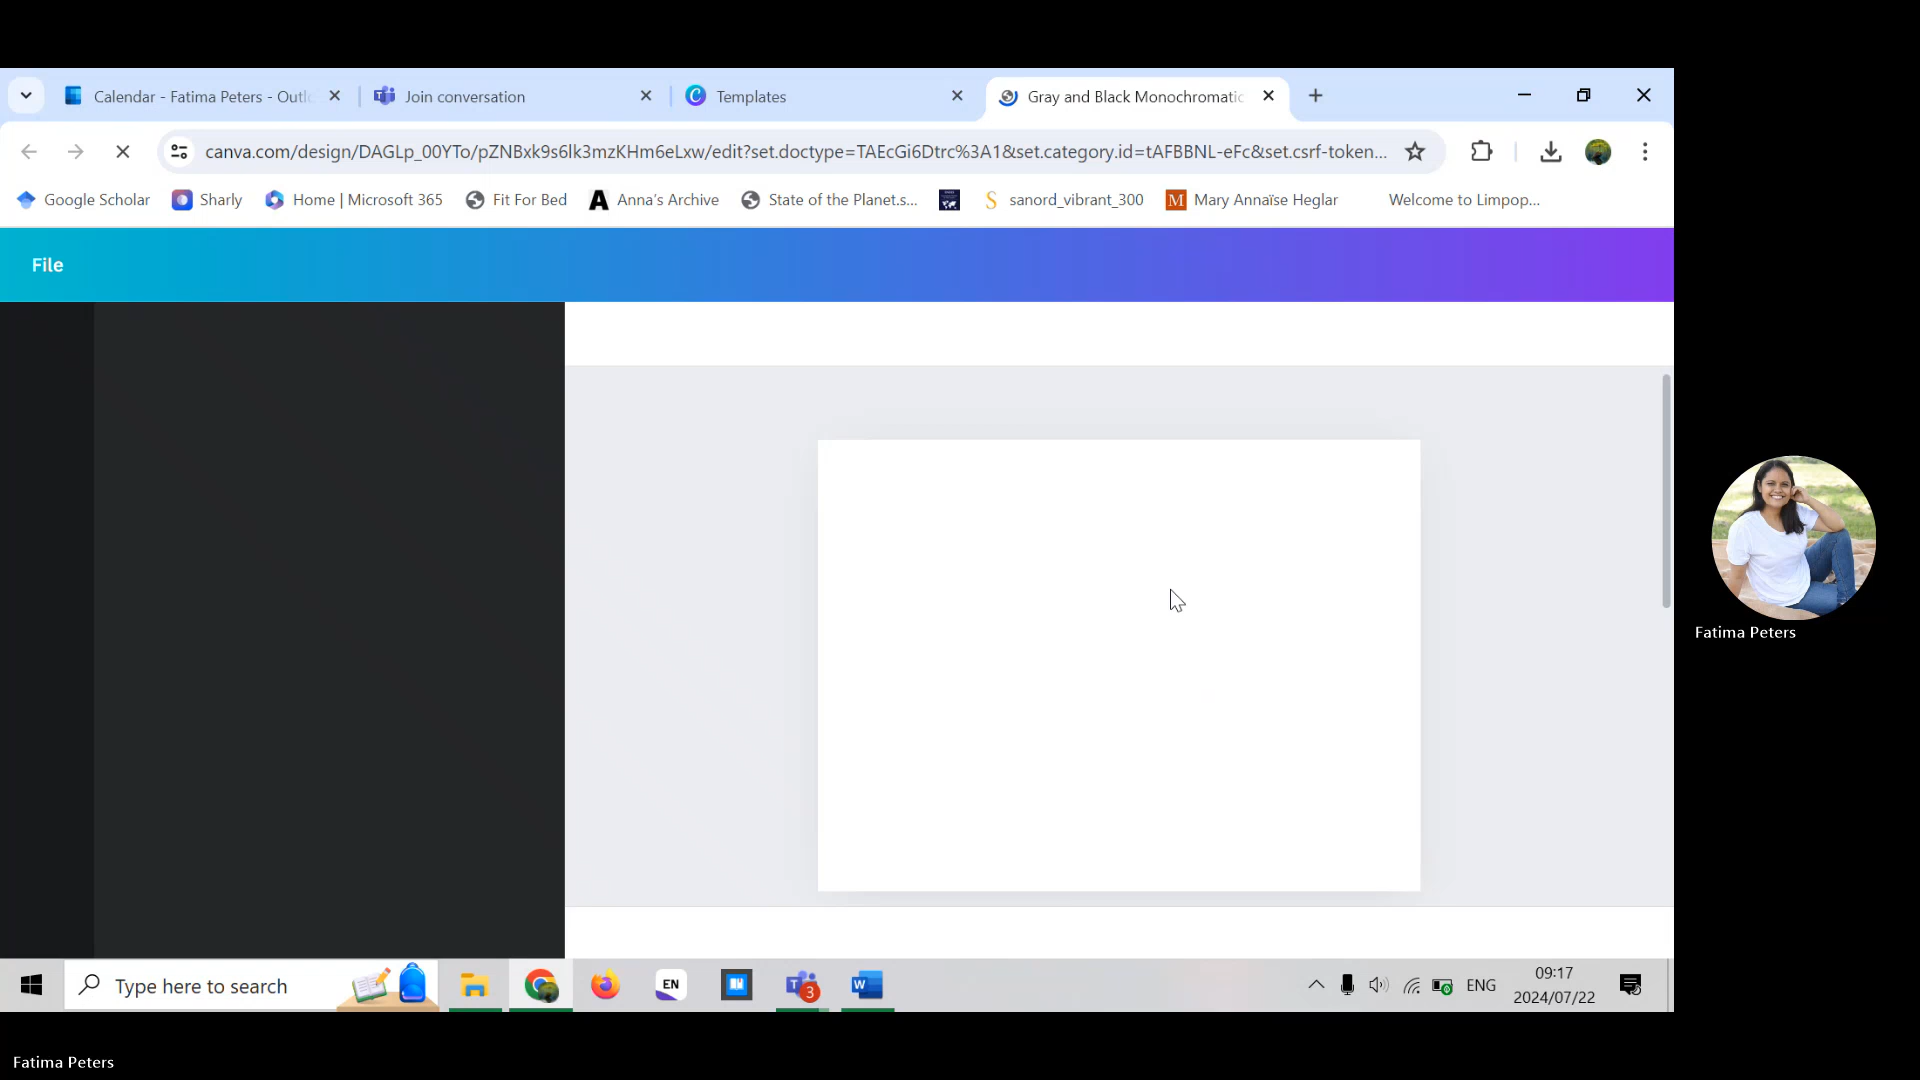 Calendar - Fatima Peters - Outl
Join conversation
Templates
Gray and Black Monochromatic
canva.com/design/DAGLp_00YTo/pZNBxk9s6lk3mzKHm6eLxw/edit?set.doctype=TAEcGi6Dtrc%3A1&set.category.id=tAFBBNL-eFc&set.csrf-token...
Google Scholar
Sharly
Home | Microsoft 365
Fit For Bed
A
Anna's Archive
State of the Planet.s...
S
sanord_vibrant_300
M
Mary Annaïse Heglar
Welcome to Limpop...
File
Fatima Peters
Type here to search
EN
3
W
ENG
09:17
2024/07/22
Fatima Peters